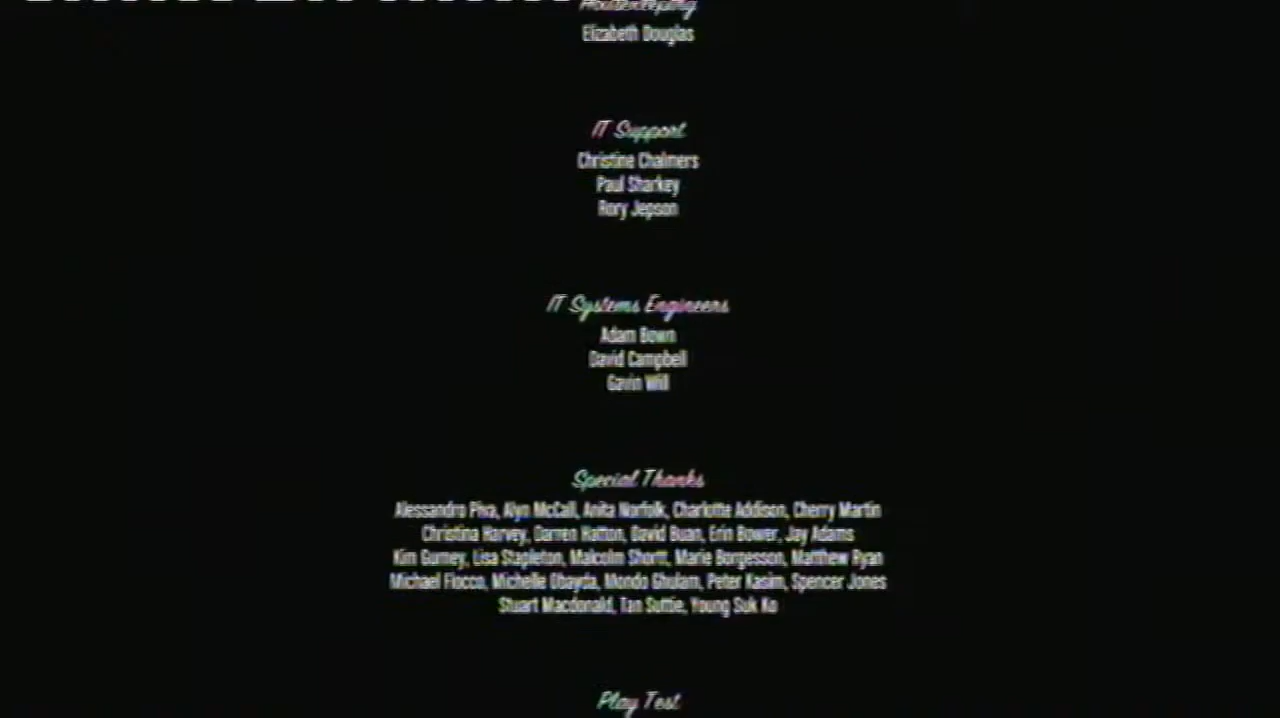 Housekeeping
Elizabeth Douglas
IT Support
Christine Chalmers
Paul Sharkey
Rory Jepson
IT Systems Engineers
Adam Bown
David Campbell
Gavin Will
Special Thanks
Alessandro Piva, Alyn McCall, Anita Norfolk, Charlotte Addison, Cherry Martin
Christina Harvey, Darren Hatton, David Buan, Erin Bower, Jay Adams
Kim Gurney, Lisa Stapleton, Malcolm Shortt, Marie Borgesson, Matthew Ryan
Michael Fiocco, Michelle Obayda, Mondo Ghulam, Peter Kasim, Spencer Jones
Stuart Macdonald, Tan Suttie, Young Suk Ko
Play Test